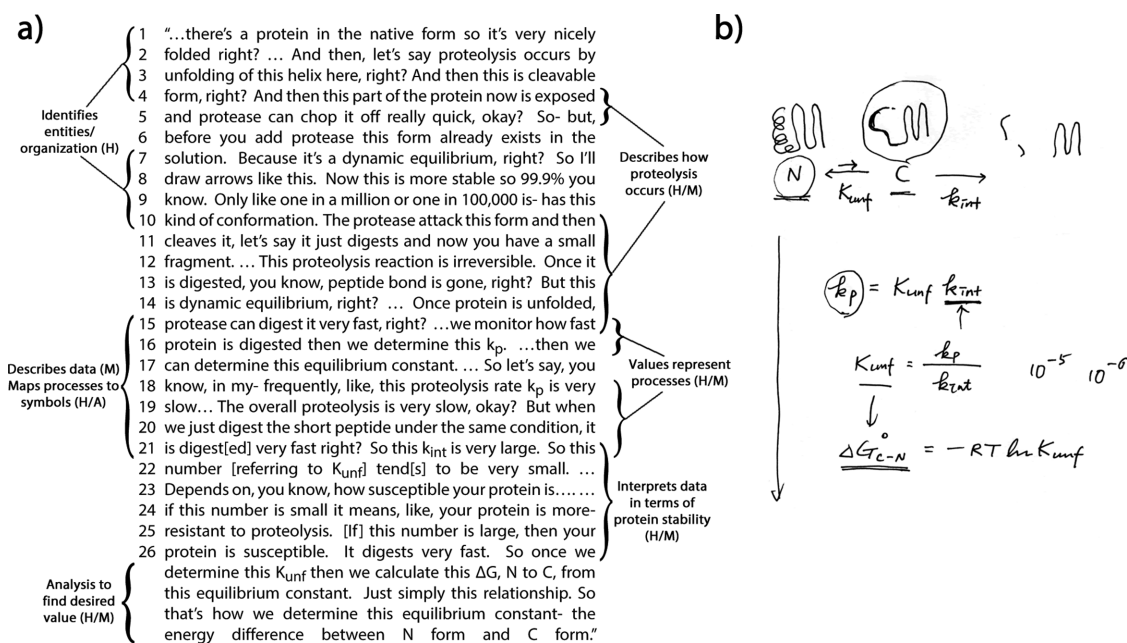 a)
Identifies
entities/
organization (H)
Describes data (M)
Maps processes to
symbols (H/A)
Analysis to
find desired
value (H/M)
1 “…there's a protein in the native form so it's very nicely
2 folded right? … And then, let's say proteolysis occurs by
3 unfolding of this helix here, right? And then this is cleavable
4 form, right? And then this part of the protein now is exposed
5 and protease can chop it off really quick, okay? So- but,
6 before you add protease this form already exists in the
7 solution. Because it's a dynamic equilibrium, right? So I'll
8 draw arrows like this. Now this is more stable so 99.9% you
9 know. Only like one in a million or one in 100,000 is- has this
10 kind of conformation. The protease attack this form and then
11 cleaves it, let's say it just digests and now you have a small
12 fragment. … This proteolysis reaction is irreversible. Once it
13 is digested, you know, peptide bond is gone, right? But this
14 is dynamic equilibrium, right? … Once protein is unfolded,
15 protease can digest it very fast, right? …we monitor how fast
16 protein is digested then we determine this kp. …then we
17 can determine this equilibrium constant. … So let's say, you
18 know, in my- frequently, like, this proteolysis rate kp is very
19 slow… The overall proteolysis is very slow, okay? But when
20 we just digest the short peptide under the same condition, it
21 is digest[ed] very fast right? So this kint is very large. So this
22 number [referring to Kunf] tend[s] to be very small. …
23 Depends on, you know, how susceptible your protein is…. …
24 if this number is small it means, like, your protein is more-
25 resistant to proteolysis. [If] this number is large, then your
26 protein is susceptible. It digests very fast. So once we
determine this Kunf then we calculate this ΔG, N to C, from
this equilibrium constant. Just simply this relationship. So
that's how we determine this equilibrium constant- the
energy difference between N form and C form.”
Describes how
proteolysis
occurs (H/M)
Values represent
processes (H/M)
Interprets data
in terms of
protein stability
(H/M)
b)
N C
Kunf kint
kp = Kunf kint
Kunf = kp / kint 10⁻⁵ 10⁻⁶
ΔG°C-N = -RT ln Kunf